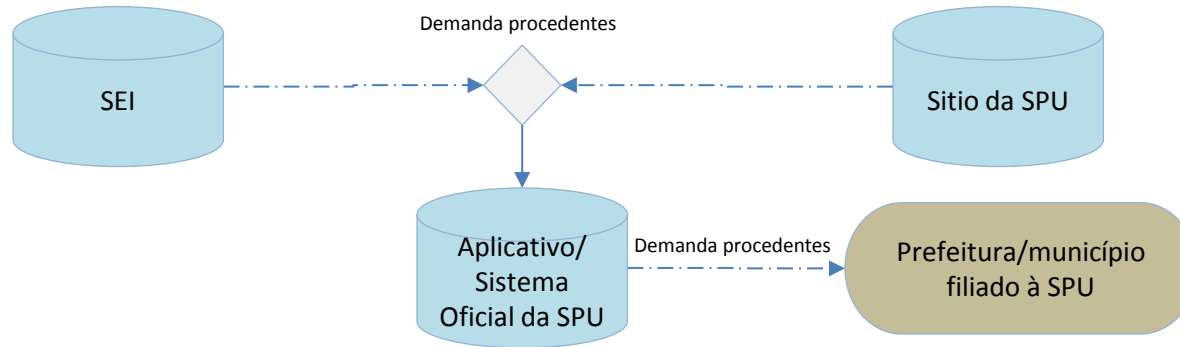 Demanda procedentes
SEI
Sitio da SPU
Aplicativo/
Sistema
Oficial da SPU
Demanda procedentes
Prefeitura/município
filiado à SPU